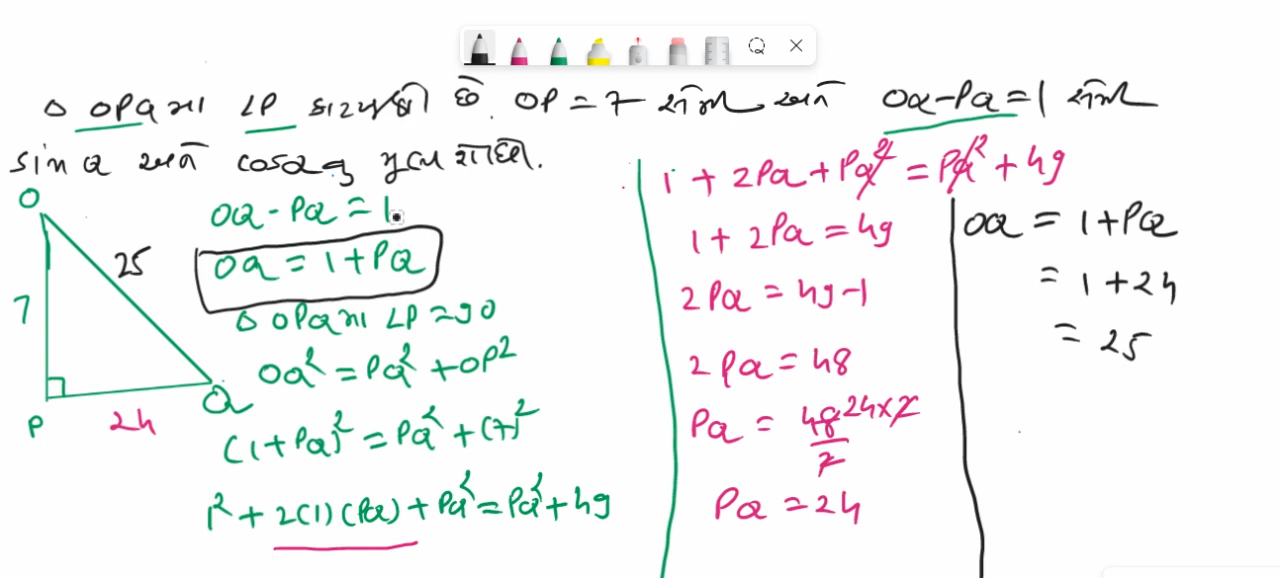 △ OPQ માં ∠P કાટખૂણો છે. OP = 7 સેમી અને OQ-PQ=1 સેમી
sin Q અને cosQ નું મૂલ્ય શોધો.
O
7
25
P
24
Q
OQ - PQ = 1
OQ = 1 + PQ
△ OPQ માં ∠P = 90
OQ² = PQ² + OP²
(1+PQ)² = PQ² + (7)²
1² + 2(1)(PQ) + PQ² = PQ² + 49
1 + 2PQ + PQ² = PQ² + 49
1 + 2PQ = 49
2PQ = 49-1
2PQ = 48
PQ = 48 24×2
2
PQ = 24
OQ = 1+PQ
= 1+24
= 25